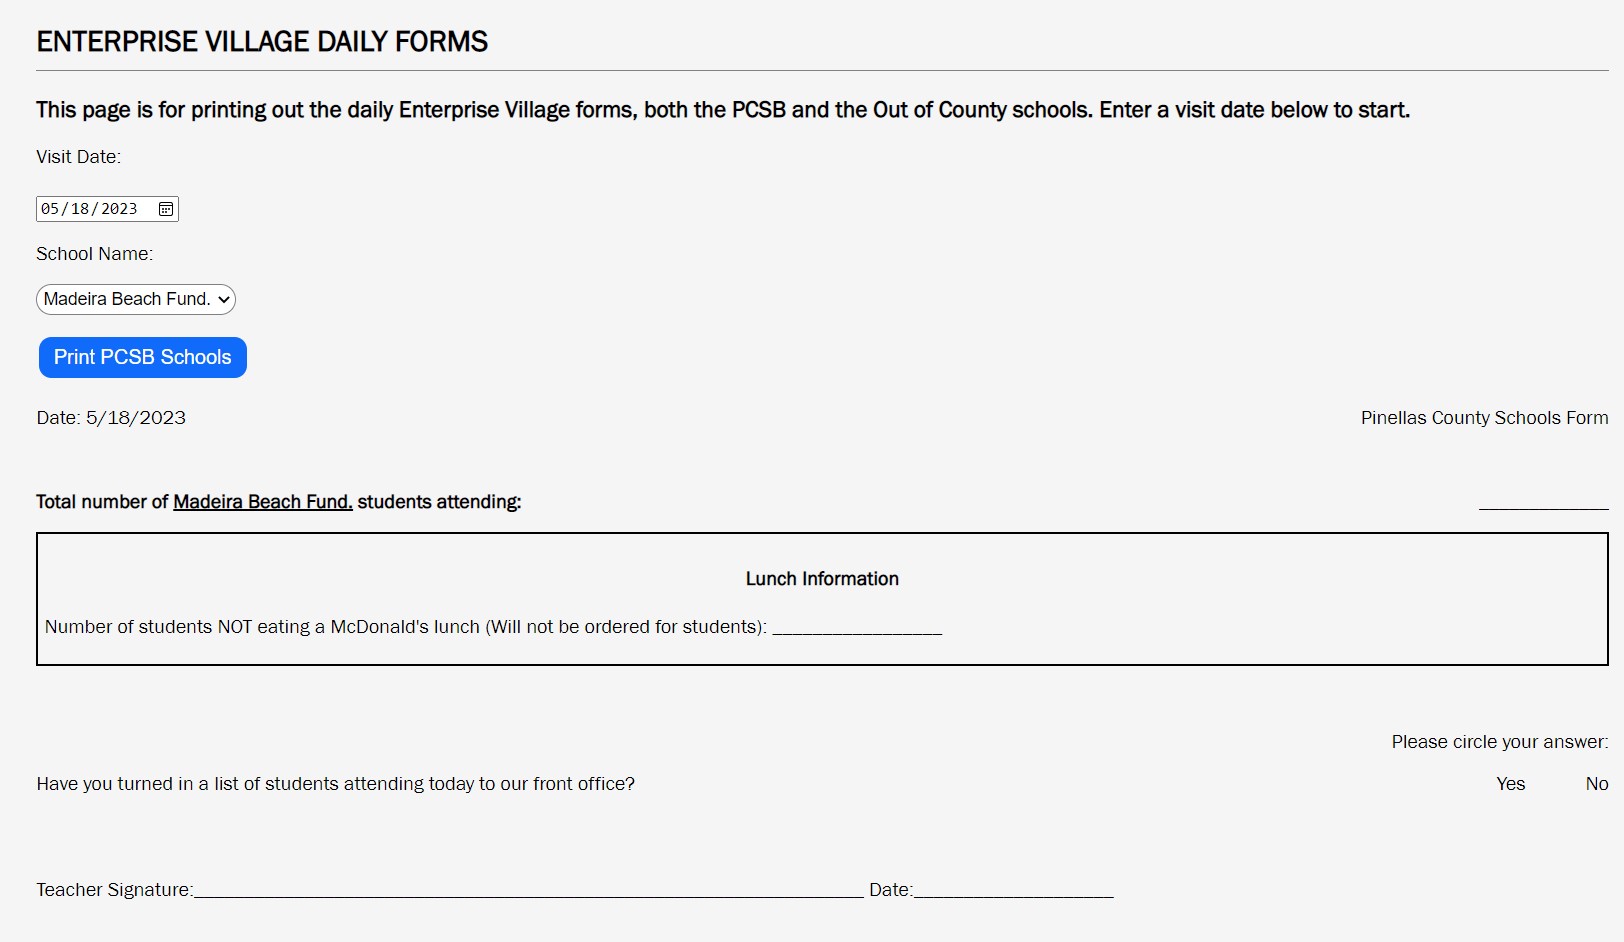 ENTERPRISE VILLAGE DAILY FORMS
This page is for printing out the daily Enterprise Village forms, both the PCSB and the Out of County schools. Enter a visit date below to start.
Visit Date:
05/18/2023
School Name:
Madeira Beach Fund.
Print PCSB Schools
Date: 5/18/2023 Pinellas County Schools Form
Total number of Madeira Beach Fund. students attending: _____________
Lunch Information
Number of students NOT eating a McDonald's lunch (Will not be ordered for students): _________________
Please circle your answer:
Have you turned in a list of students attending today to our front office? Yes No
Teacher Signature:___________________________________________________________________ Date:____________________